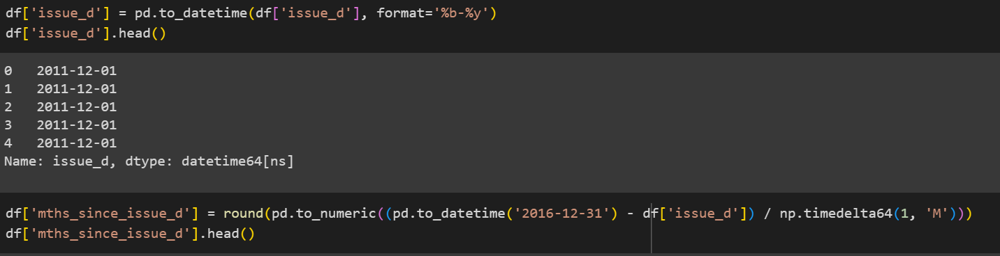 df['issue_d'] = pd.to_datetime(df['issue_d'], format='%b-%y')
df['issue_d'].head()
0   2011-12-01
1   2011-12-01
2   2011-12-01
3   2011-12-01
4   2011-12-01
Name: issue_d, dtype: datetime64[ns]
df['mths_since_issue_d'] = round(pd.to_numeric((pd.to_datetime('2016-12-31') - df['issue_d']) / np.timedelta64(1, 'M')))
df['mths_since_issue_d'].head()